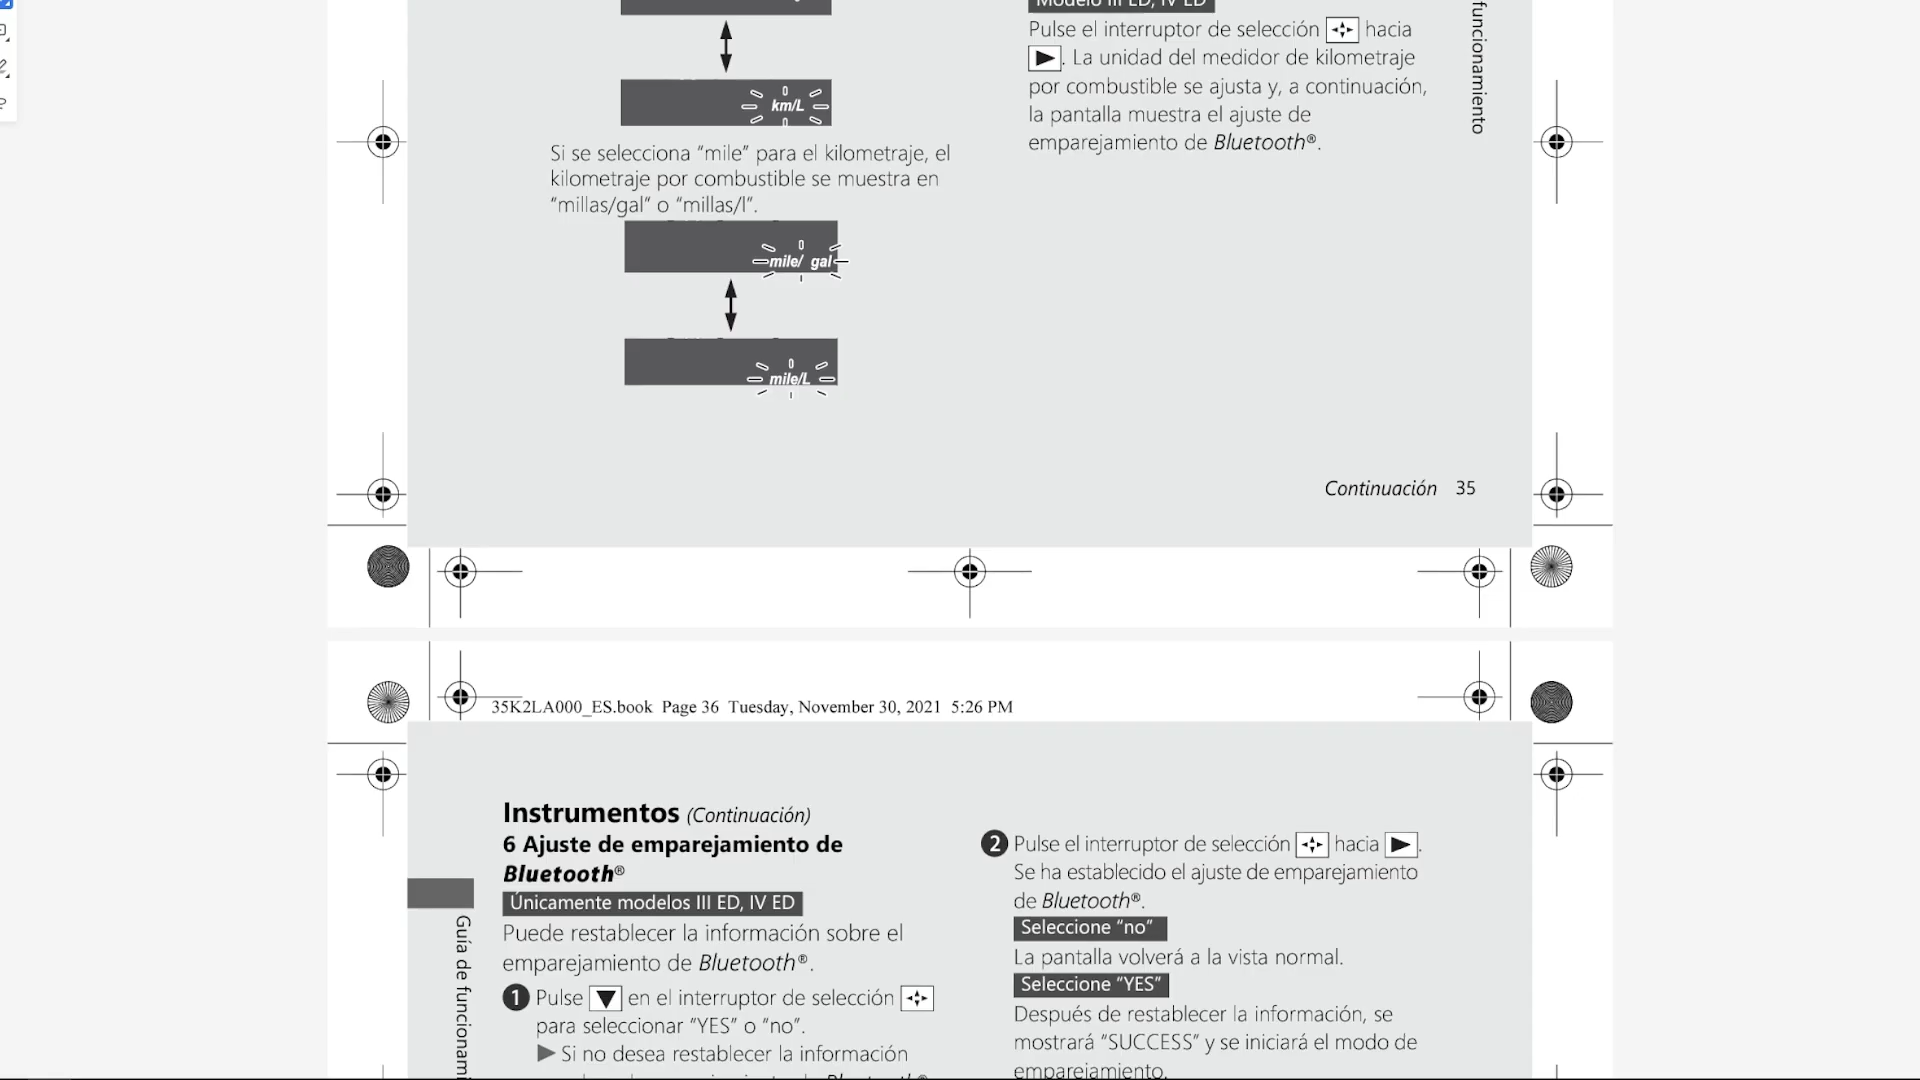 km/L
Si se selecciona “mile” para el kilometraje, el
kilometraje por combustible se muestra en
“millas/gal” o “millas/l”.
mile/ gal
mile/L
Modelo III ED, IV ED
Pulse el interruptor de selección hacia
. La unidad del medidor de kilometraje
por combustible se ajusta y, a continuación,
la pantalla muestra el ajuste de
emparejamiento de Bluetooth®.
funcionamiento
Continuación 35
35K2LA000_ES.book Page 36 Tuesday, November 30, 2021 5:26 PM
Instrumentos (Continuación)
6 Ajuste de emparejamiento de
Bluetooth®
Únicamente modelos III ED, IV ED
Puede restablecer la información sobre el
emparejamiento de Bluetooth®.
1 Pulse ▼ en el interruptor de selección
para seleccionar “YES” o “no”.
▶ Si no desea restablecer la información
2 Pulse el interruptor de selección hacia ▶.
Se ha establecido el ajuste de emparejamiento
de Bluetooth®.
Seleccione “no”
La pantalla volverá a la vista normal.
Seleccione “YES”
Después de restablecer la información, se
mostrará “SUCCESS” y se iniciará el modo de
emparejamiento.
Guía de funcionami